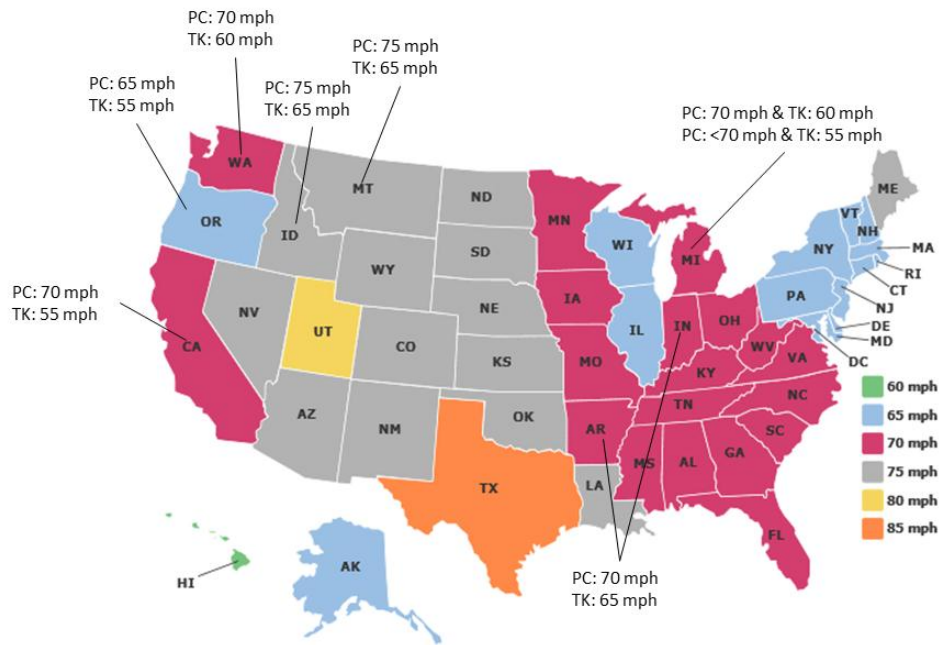 PC: 70 mph
TK: 60 mph
PC: 75 mph
TK: 65 mph
PC: 65 mph
TK: 55 mph
PC: 75 mph
TK: 65 mph
PC: 70 mph & TK: 60 mph
PC: <70 mph & TK: 55 mph
WA
MT
ND
MN
ME
OR
ID
SD
WI
MI
VT
NH
NY
MA
RI
CT
WY
PC: 70 mph
TK: 55 mph
NV
NE
IA
PA
NJ
UT
CO
IL
IN
OH
DE
MD
DC
CA
KS
MO
WV
VA
KY
60 mph
AZ
NM
OK
AR
TN
NC
65 mph
SC
70 mph
MS
AL
GA
75 mph
TX
LA
80 mph
FL
85 mph
HI
AK
PC: 70 mph
TK: 65 mph